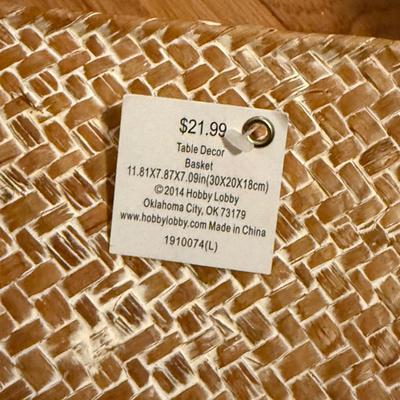 $21.99
Table Decor
Basket
11.81X7.87X7.09in(30X20X18cm)
©2014 Hobby Lobby
Oklahoma City, OK 73179
www.hobbylobby.com Made in China
1910074(L)